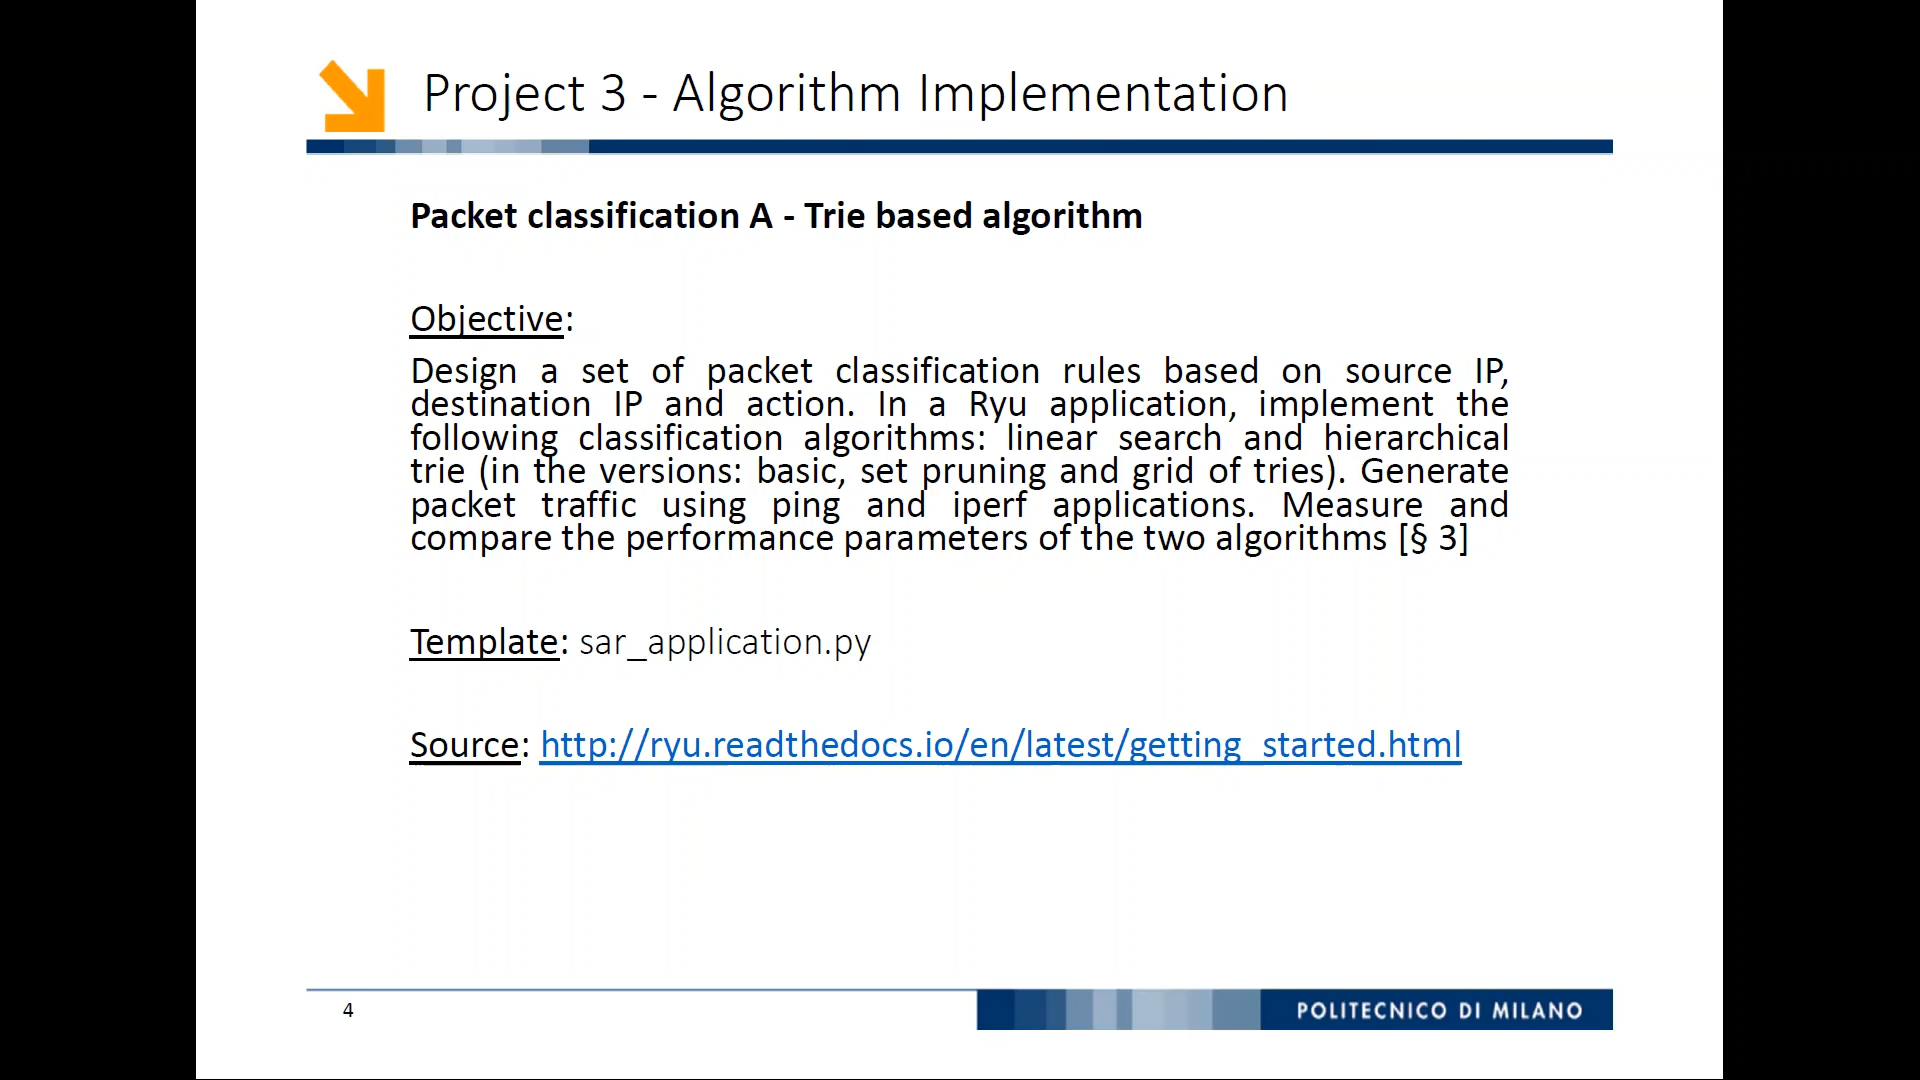 Project 3 - Algorithm Implementation
Packet classification A - Trie based algorithm
Objective:
Design a set of packet classification rules based on source IP,
destination IP and action. In a Ryu application, implement the
following classification algorithms: linear search and hierarchical
trie (in the versions: basic, set pruning and grid of tries). Generate
packet traffic using ping and iperf applications. Measure and
compare the performance parameters of the two algorithms [§ 3]
Template: sar_application.py
Source: http://ryu.readthedocs.io/en/latest/getting_started.html
4
POLITECNICO DI MILANO